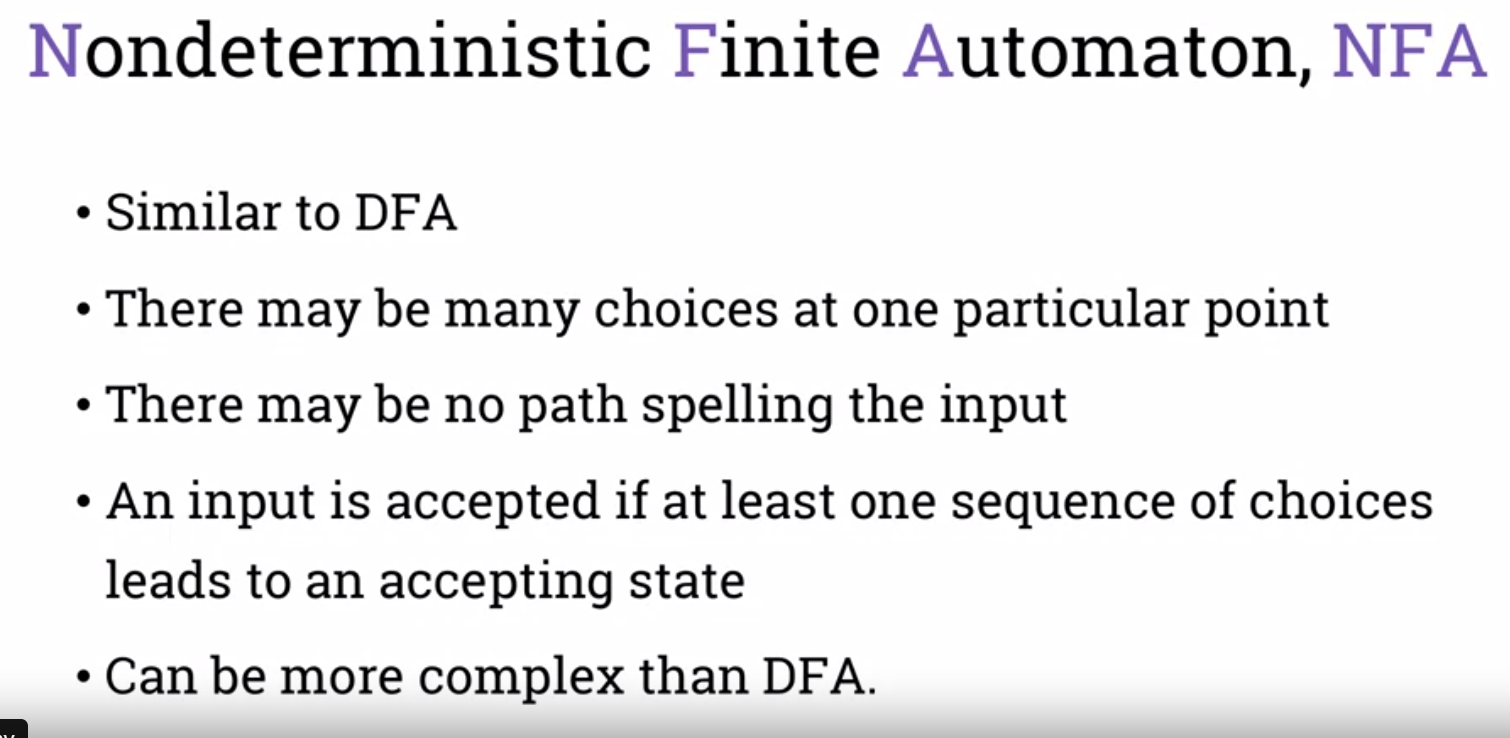 Nondeterministic Finite Automaton, NFA
• Similar to DFA
• There may be many choices at one particular point
• There may be no path spelling the input
• An input is accepted if at least one sequence of choices
leads to an accepting state
• Can be more complex than DFA.